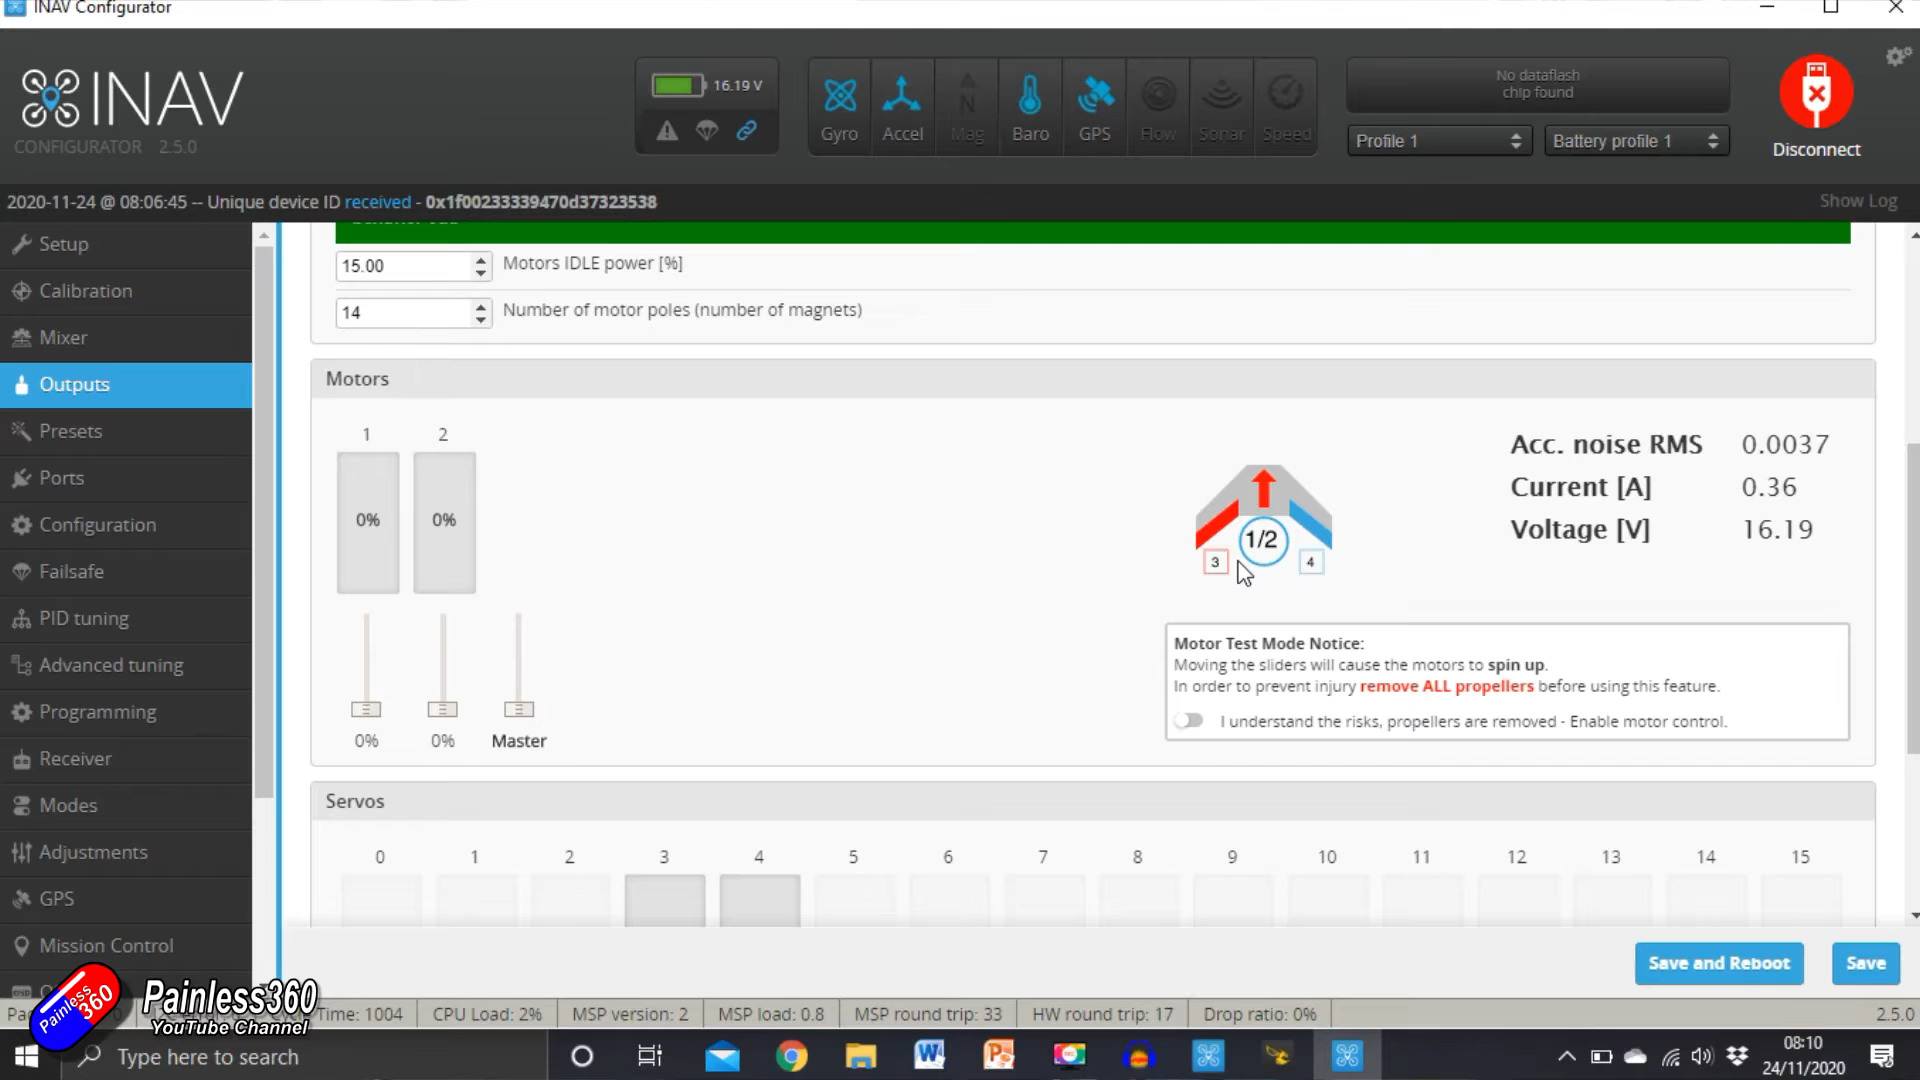 INAV Configurator
INAV
CONFIGURATOR 2.5.0
16.19 V
Gyro
Accel
Mag
Baro
GPS
Flow
Sonar
Speed
No dataflash
chip found
Profile 1
Battery profile 1
Disconnect
2020-11-24 @ 08:06:45 -- Unique device ID received - 0x1f00233339470d37323538
Show Log
Setup
Calibration
Mixer
Outputs
Presets
Ports
Configuration
Failsafe
PID tuning
Advanced tuning
Programming
Receiver
Modes
Adjustments
GPS
Mission Control
15.00 Motors IDLE power [%]
14 Number of motor poles (number of magnets)
Motors
1 2
0% 0%
0% 0% Master
1/2
3 4
Acc. noise RMS 0.0037
Current [A] 0.36
Voltage [V] 16.19
Motor Test Mode Notice:
Moving the sliders will cause the motors to spin up.
In order to prevent injury remove ALL propellers before using this feature.
I understand the risks, propellers are removed - Enable motor control.
Servos
0 1 2 3 4 5 6 7 8 9 10 11 12 13 14 15
Save and Reboot
Save
Painless
360
Painless360
YouTube Channel
Time: 1004 CPU Load: 2% MSP version: 2 MSP load: 0.8 MSP round trip: 33 HW round trip: 17 Drop ratio: 0% 2.5.0
Type here to search
08:10
24/11/2020